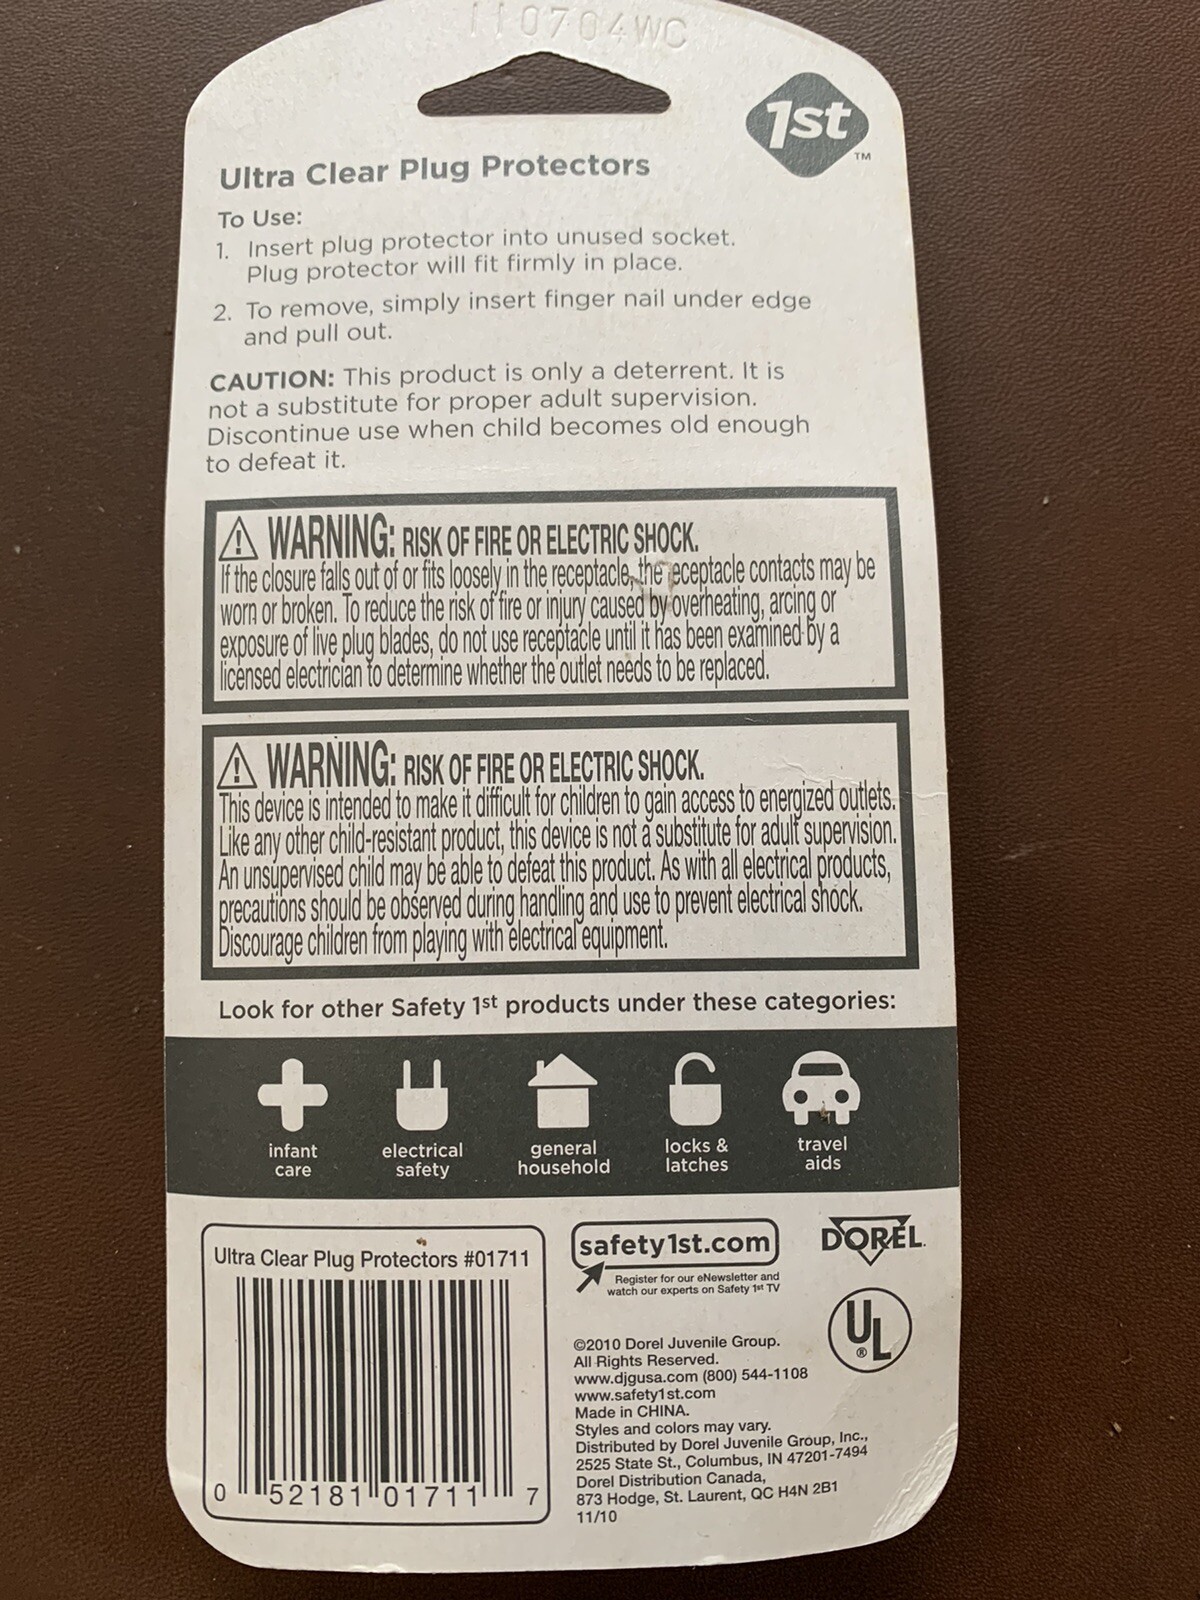 110704WC
1st
TM
Ultra Clear Plug Protectors
To Use:
1. Insert plug protector into unused socket.
Plug protector will fit firmly in place.
2. To remove, simply insert finger nail under edge
and pull out.
CAUTION: This product is only a deterrent. It is
not a substitute for proper adult supervision.
Discontinue use when child becomes old enough
to defeat it.
WARNING: RISK OF FIRE OR ELECTRIC SHOCK.
If the closure falls out of or fits loosely in the receptacle, the eceptacle contacts may be
worn or broken. To reduce the risk of fire or injury caused by overheating, arcing or
exposure of live plug blades, do not use receptacle until it has been examined by a
licensed electrician to determine whether the outlet needs to be replaced.
WARNING: RISK OF FIRE OR ELECTRIC SHOCK.
This device is intended to make it difficult for children to gain access to energized outlets.
Like any other child-resistant product, this device is not a substitute for adult supervision.
An unsupervised child may be able to defeat this product. As with all electrical products,
precautions should be observed during handling and use to prevent electrical shock.
Discourage children from playing with electrical equipment.
Look for other Safety 1st products under these categories:
infant
care
electrical
safety
general
household
locks &
latches
travel
aids
Ultra Clear Plug Protectors #01711
0 52181 01711 7
safety1st.com
Register for our eNewsletter and
watch our experts on Safety 1st TV
DOREL
UL
®
©2010 Dorel Juvenile Group.
All Rights Reserved.
www.djgusa.com (800) 544-1108
www.safety1st.com
Made in CHINA.
Styles and colors may vary.
Distributed by Dorel Juvenile Group, Inc.,
2525 State St., Columbus, IN 47201-7494
Dorel Distribution Canada,
873 Hodge, St. Laurent, QC H4N 2B1
11/10